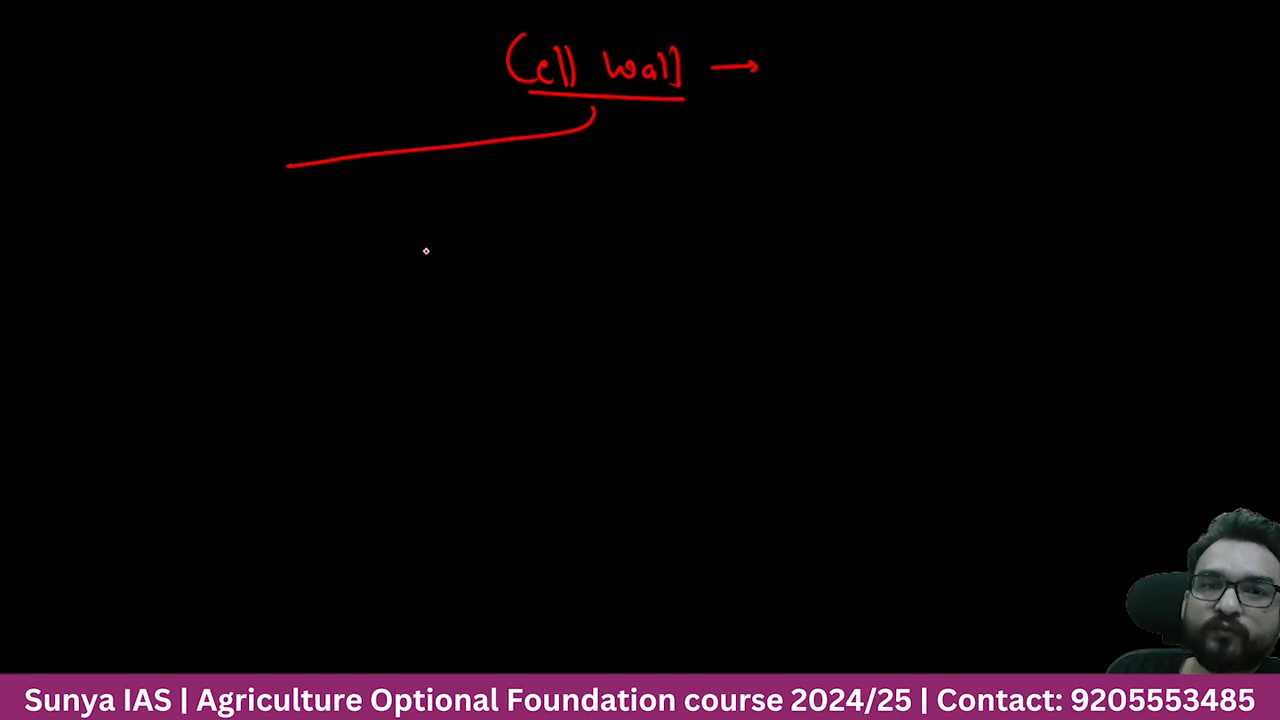 Cell wall →
Sunya IAS | Agriculture Optional Foundation course 2024/25 | Contact: 9205553485